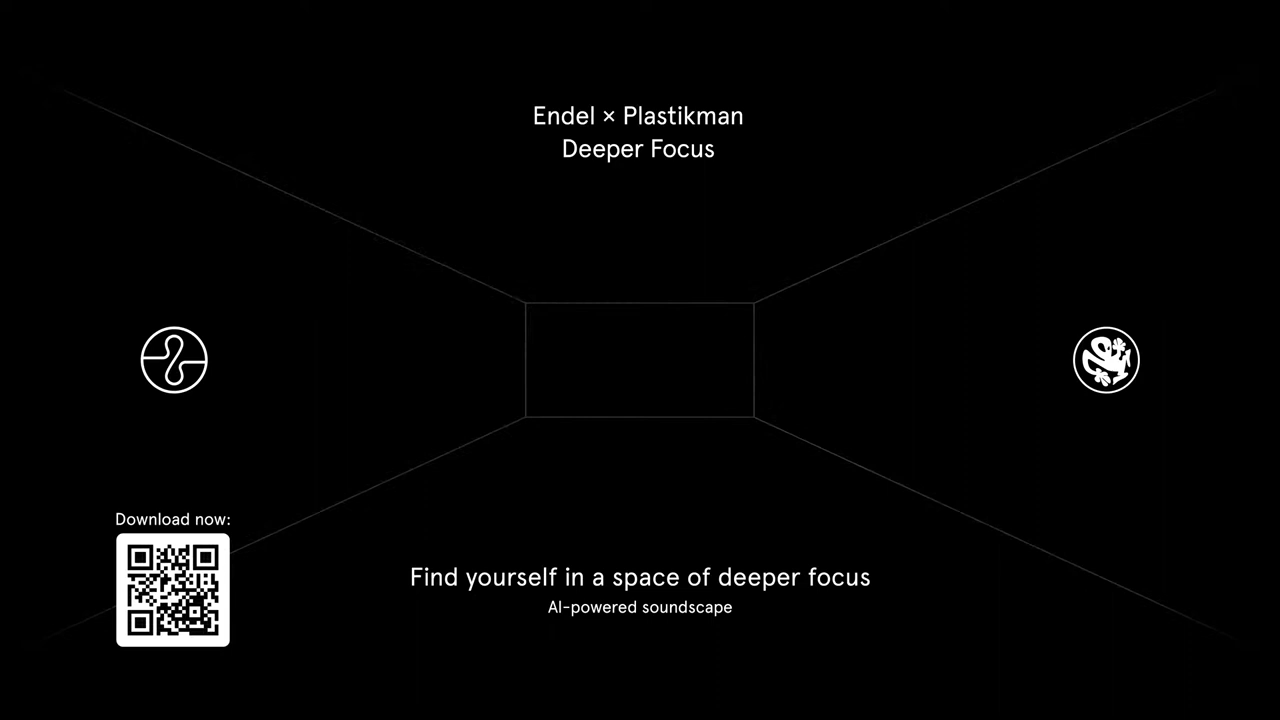 Endel × Plastikman
Deeper Focus
Download now:
Find yourself in a space of deeper focus
AI-powered soundscape